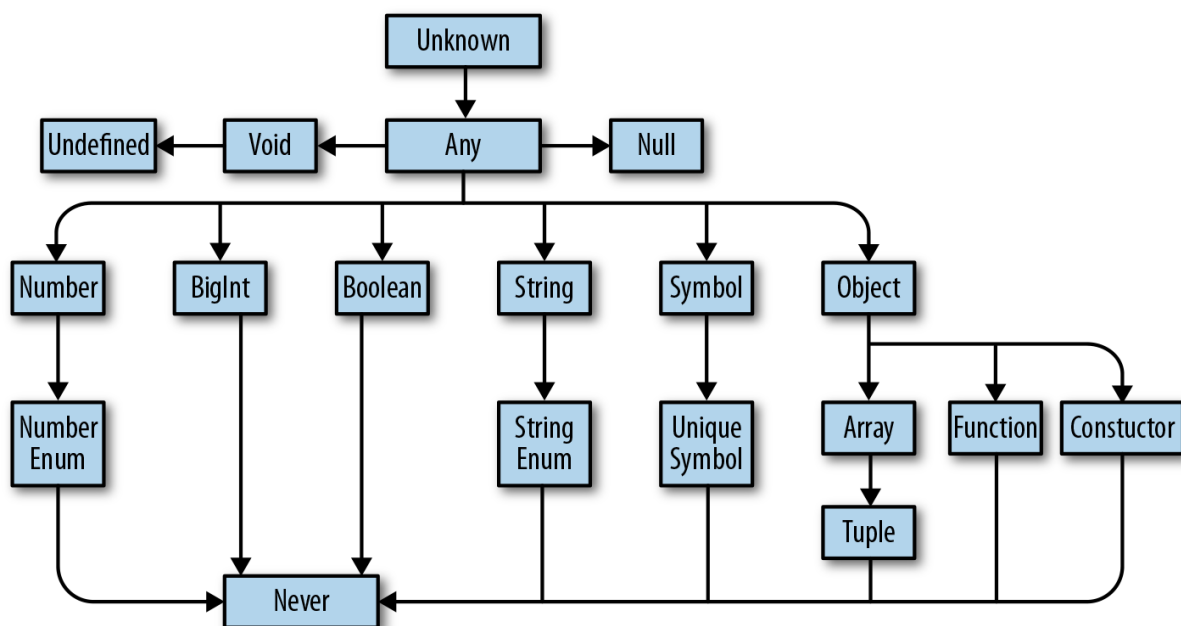 Unknown
Undefined
Void
Any
Null
Number
BigInt
Boolean
String
Symbol
Object
Number
Enum
String
Enum
Unique
Symbol
Array
Function
Constuctor
Tuple
Never